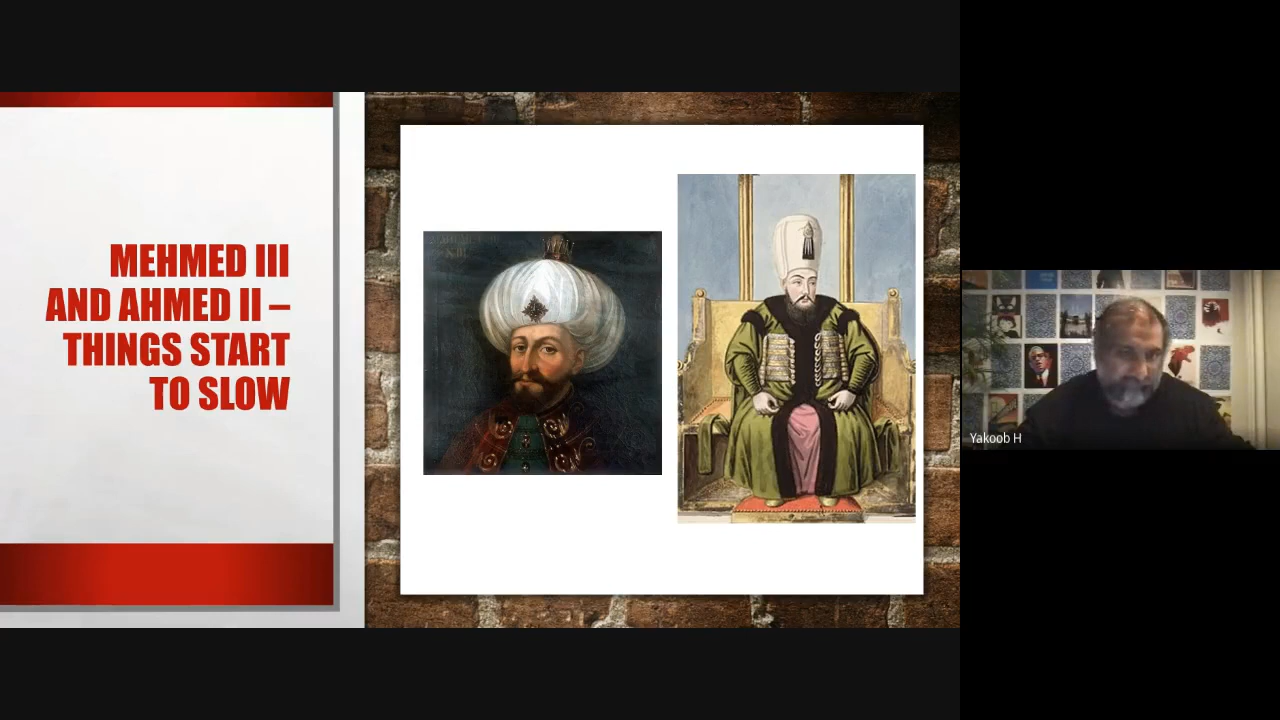 MEHMED III
AND AHMED II –
THINGS START
TO SLOW
Yakoob H